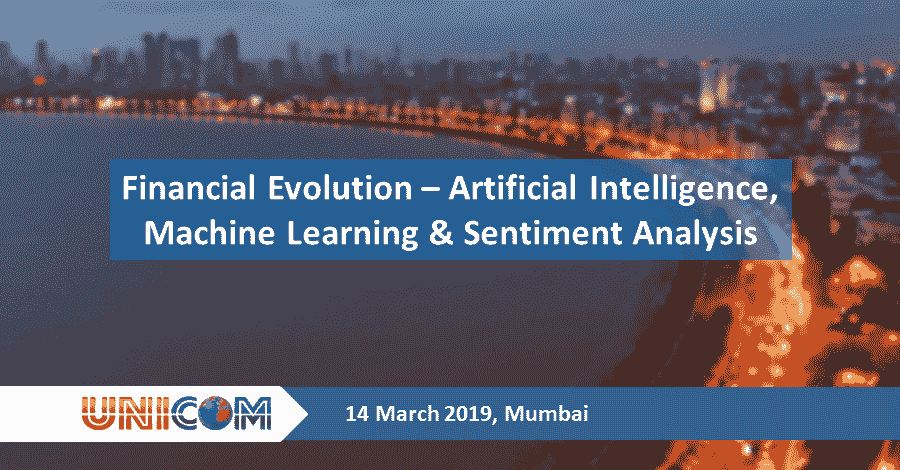 Financial Evolution – Artificial Intelligence,
Machine Learning & Sentiment Analysis
UNICOM
14 March 2019, Mumbai